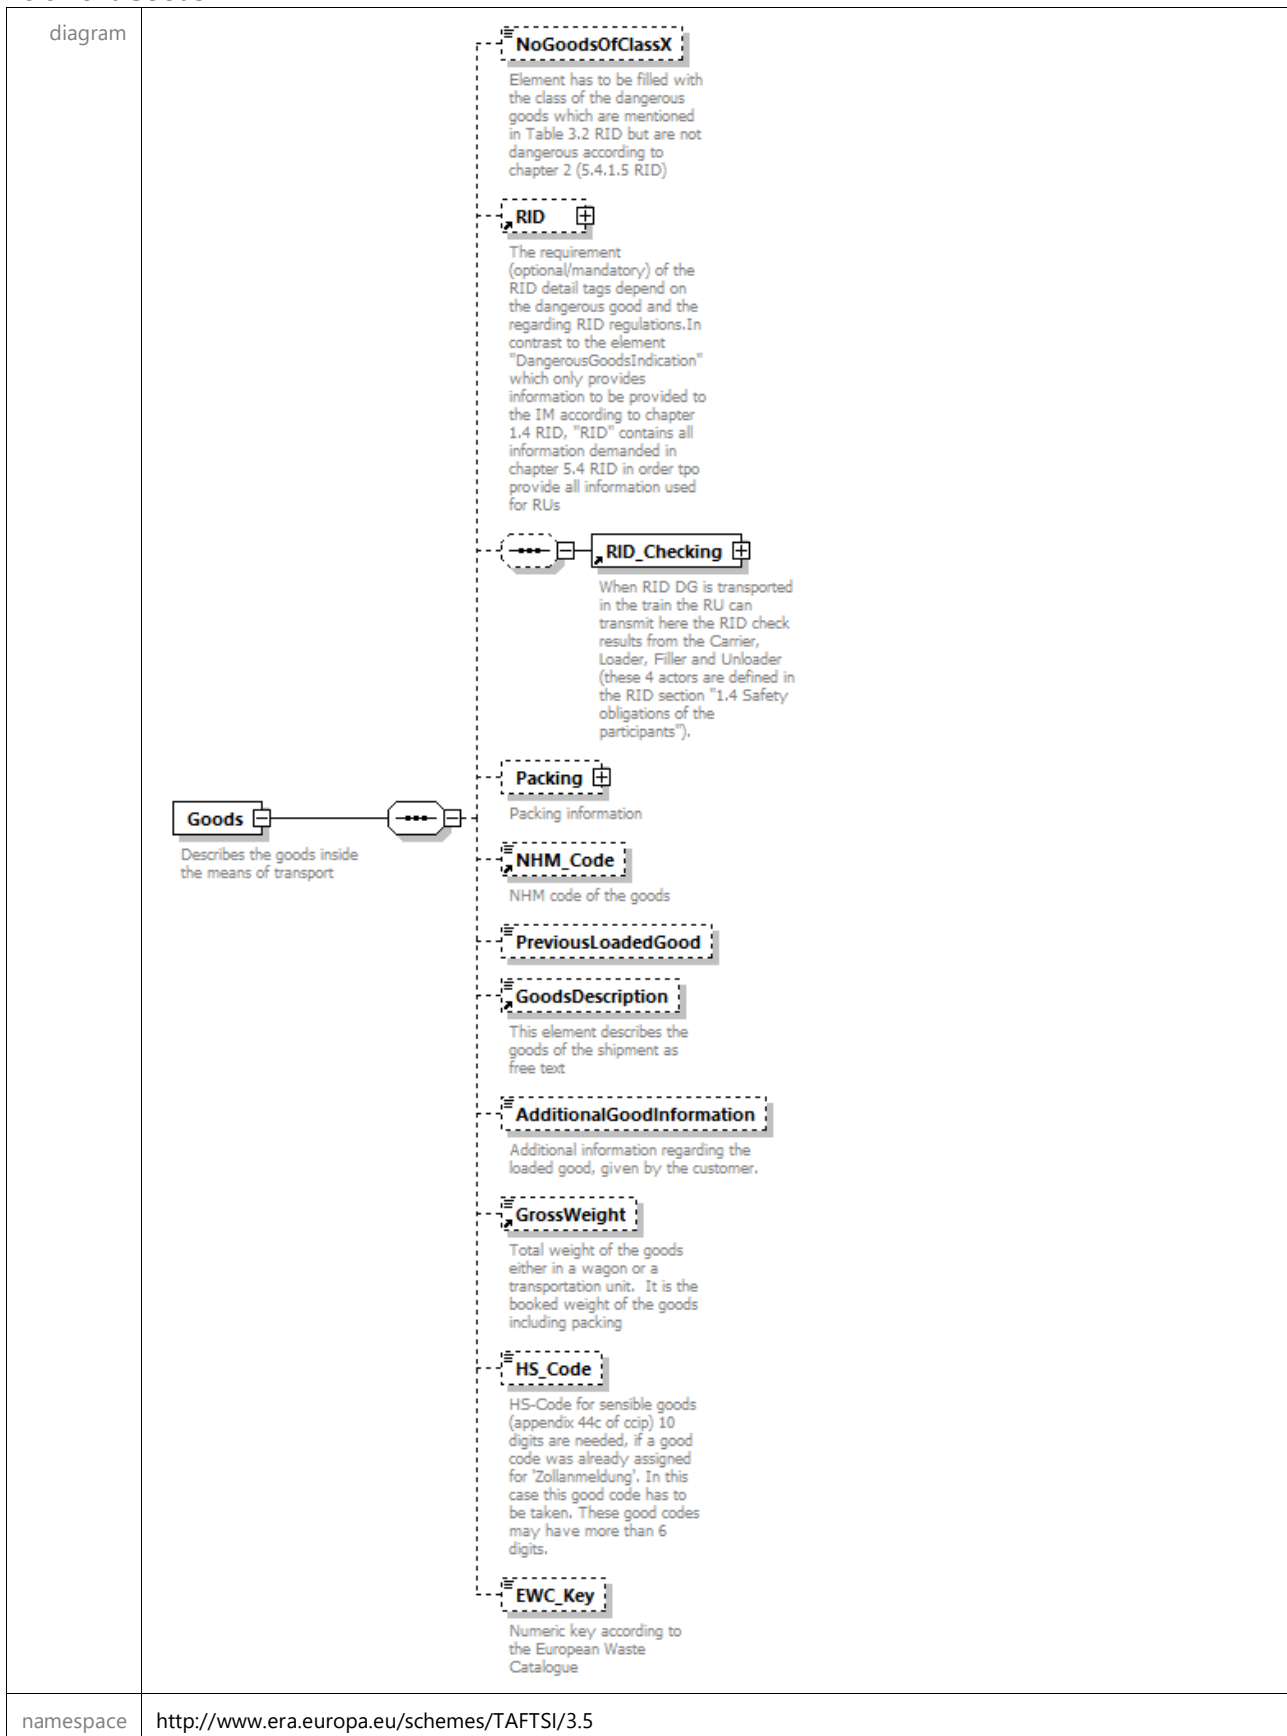 diagram
NoGoodsOfClassX
Element has to be filled with
the class of the dangerous
goods which are mentioned
in Table 3.2 RID but are not
dangerous according to
chapter 2 (5.4.1.5 RID)
RID
The requirement
(optional/mandatory) of the
RID detail tags depend on
the dangerous good and the
regarding RID regulations.In
contrast to the element
"DangerousGoodsIndication"
which only provides
information to be provided to
the IM according to chapter
1.4 RID, "RID" contains all
information demanded in
chapter 5.4 RID in order tpo
provide all information used
for RUs
RID_Checking
When RID DG is transported
in the train the RU can
transmit here the RID check
results from the Carrier,
Loader, Filler and Unloader
(these 4 actors are defined in
the RID section "1.4 Safety
obligations of the
participants").
Packing
Packing information
Goods
Describes the goods inside
the means of transport
NHM_Code
NHM code of the goods
PreviousLoadedGood
GoodsDescription
This element describes the
goods of the shipment as
free text
AdditionalGoodInformation
Additional information regarding the
loaded good, given by the customer.
GrossWeight
Total weight of the goods
either in a wagon or a
transportation unit.  It is the
booked weight of the goods
including packing
HS_Code
HS-Code for sensible goods
(appendix 44c of ccip) 10
digits are needed, if a good
code was already assigned
for 'Zollanmeldung'. In this
case this good code has to
be taken. These good codes
may have more than 6
digits.
EWC_Key
Numeric key according to
the European Waste
Catalogue
namespace
http://www.era.europa.eu/schemes/TAFTSI/3.5